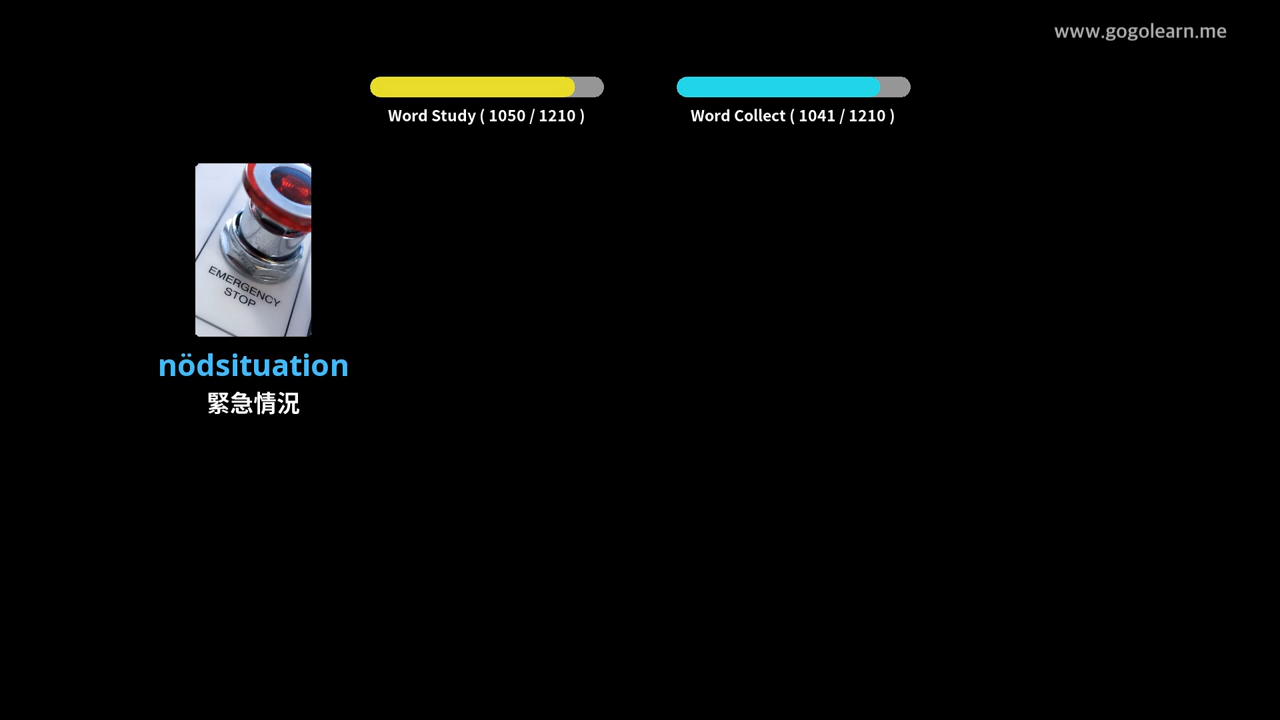 www.gogolearn.me
Word Study ( 1050 / 1210 )
Word Collect ( 1041 / 1210 )
EMERGENCY
STOP
nödsituation
緊急情況